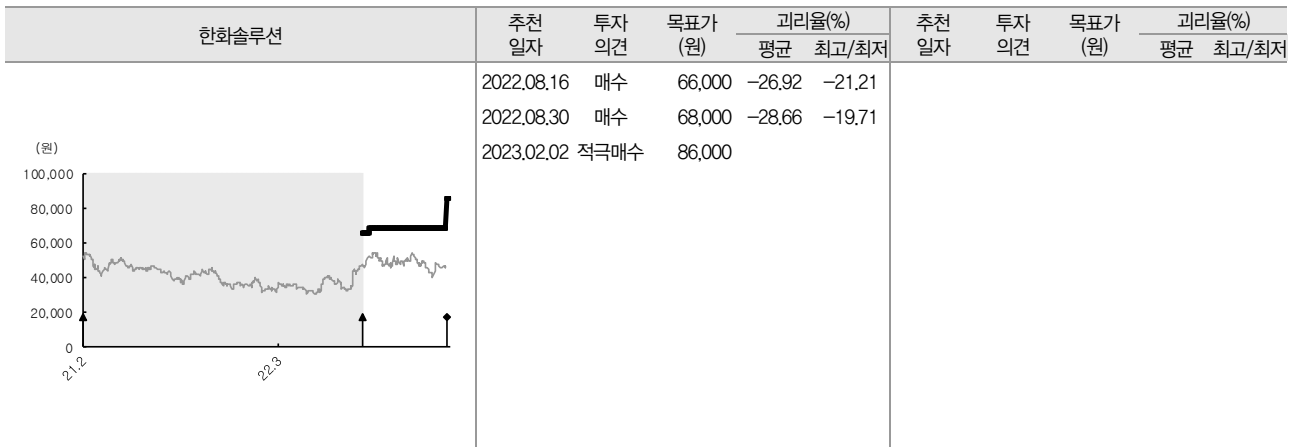 한화솔루션
추천
일자
투자
의견
목표가
(원)
괴리율(%)
평균 최고/최저
추천
일자
투자
의견
목표가
(원)
괴리율(%)
평균 최고/최저
2022.08.16 매수 66,000 -26.92 -21.21
2022.08.30 매수 68,000 -28.66 -19.71
2023.02.02 적극매수 86,000
(원)
100,000
80,000
60,000
40,000
20,000
0
21.2 22.3